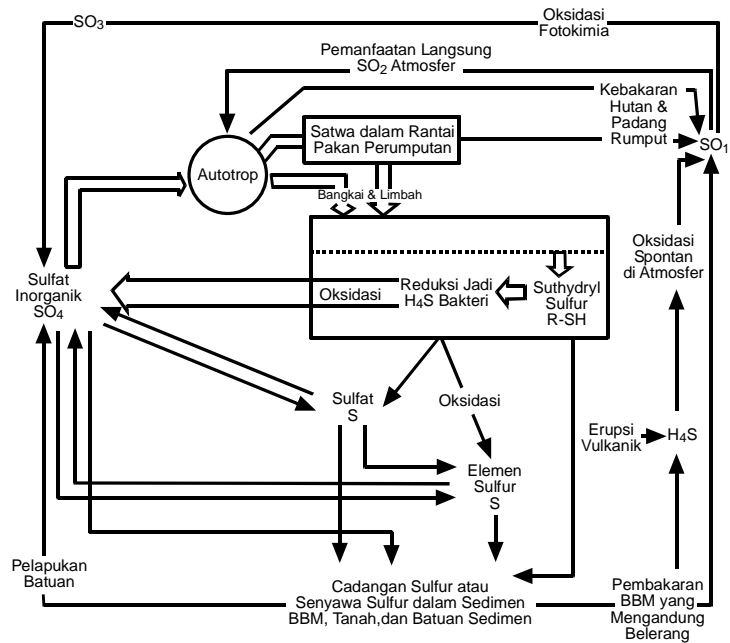 SO3
Oksidasi
Fotokimia
Pemanfaatan Langsung
SO2 Atmosfer
Kebakaran
Hutan &
Padang
Rumput
SO1
Satwa dalam Rantai
Pakan Perumputan
Autotrop
Bangkai & Limbah
Oksidasi
Spontan
di Atmosfer
Sulfat
Inorganik
SO4
Oksidasi
Reduksi Jadi
H4S Bakteri
Suthydryl
Sulfur
R-SH
Sulfat
S
Oksidasi
Erupsi
Vulkanik
H4S
Elemen
Sulfur
S
Pelapukan
Batuan
Cadangan Sulfur atau
Senyawa Sulfur dalam Sedimen
BBM, Tanah,dan Batuan Sedimen
Pembakaran
BBM yang
Mengandung
Belerang